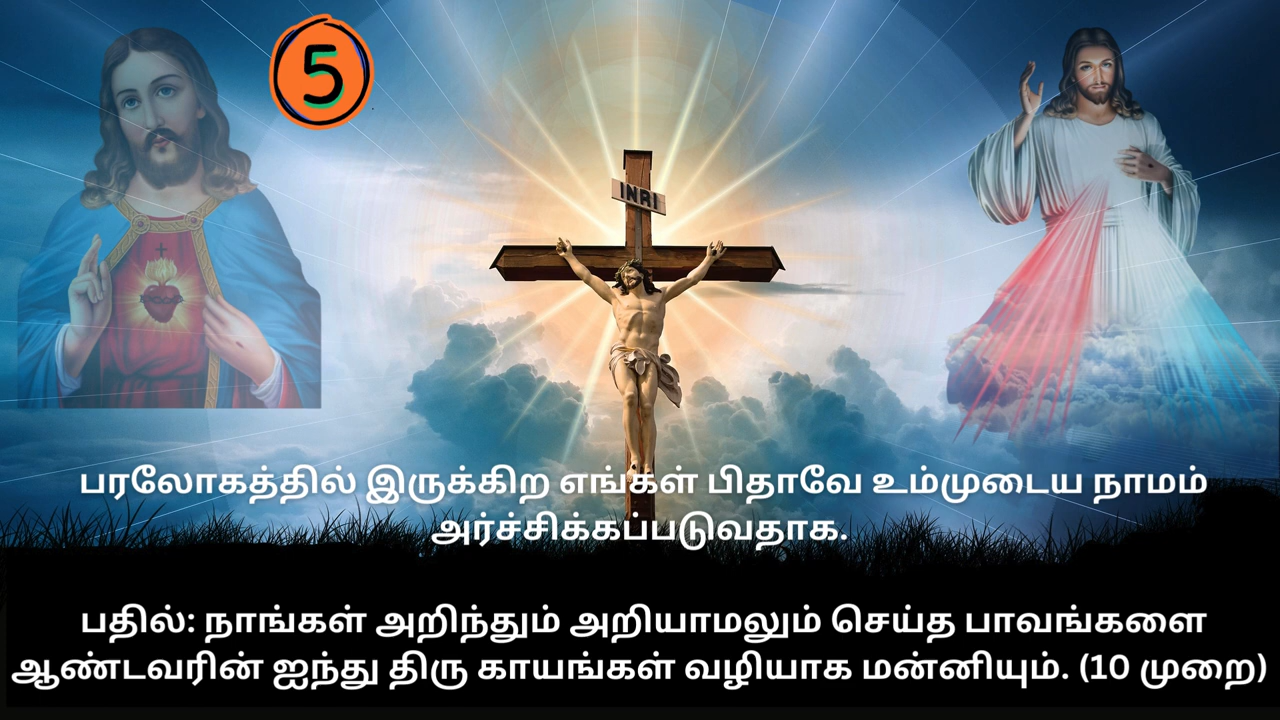 5
INRI
பரலோகத்தில் இருக்கிற எங்கள் பிதாவே உம்முடைய நாமம்
அர்ச்சிக்கப்படுவதாக.
பதில்: நாங்கள் அறிந்தும் அறியாமலும் செய்த பாவங்களை
ஆண்டவரின் ஐந்து திரு காயங்கள் வழியாக மன்னியும். (10 முறை)